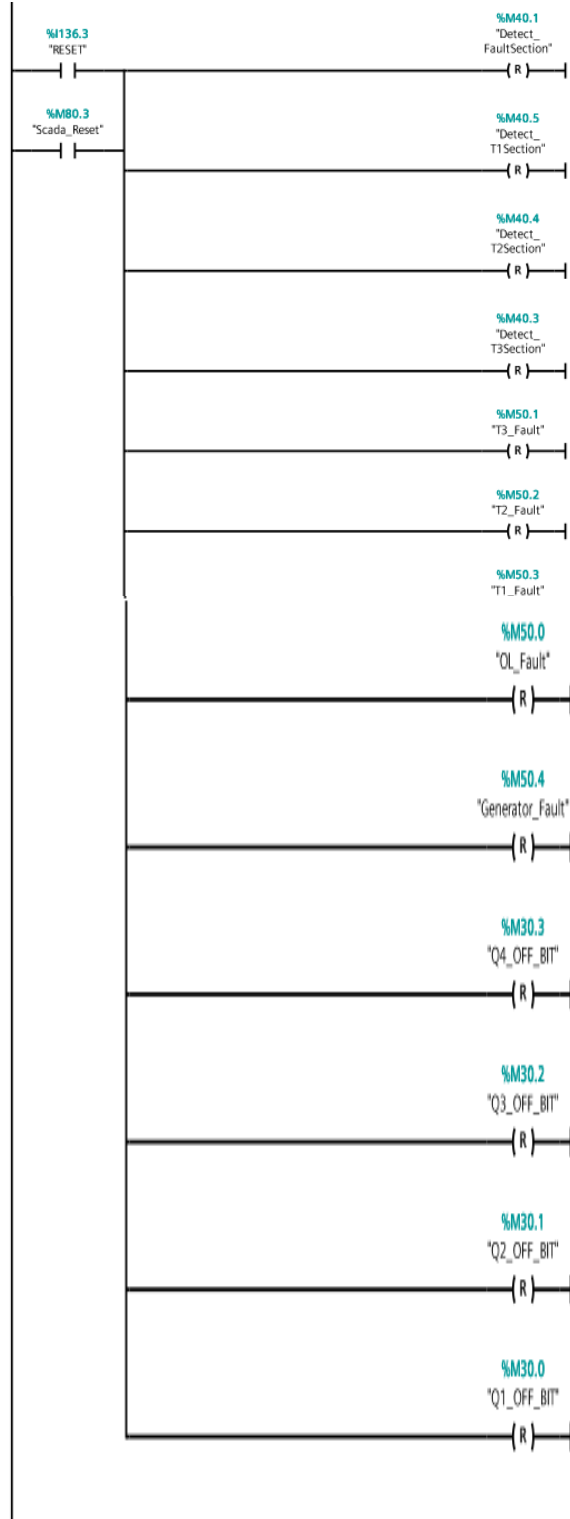 %I136.3
"RESET"
%M40.1
"Detect_
FaultSection"
( R )
%M80.3
"Scada_Reset"
%M40.5
"Detect_
T1Section"
( R )
%M40.4
"Detect_
T2Section"
( R )
%M40.3
"Detect_
T3Section"
( R )
%M50.1
"T3_Fault"
( R )
%M50.2
"T2_Fault"
( R )
%M50.3
"T1_Fault"
%M50.0
"OL_Fault"
( R )
%M50.4
"Generator_Fault"
( R )
%M30.3
"Q4_OFF_BIT"
( R )
%M30.2
"Q3_OFF_BIT"
( R )
%M30.1
"Q2_OFF_BIT"
( R )
%M30.0
"Q1_OFF_BIT"
( R )